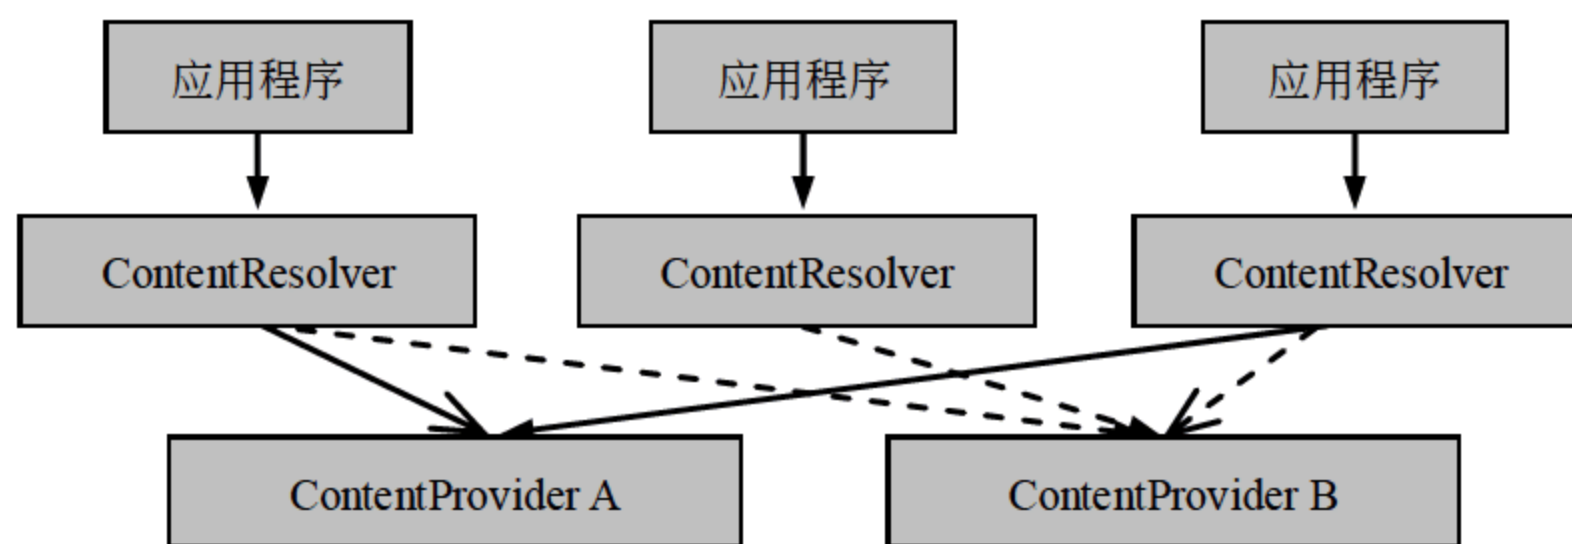 应用程序
应用程序
应用程序
ContentResolver
ContentResolver
ContentResolver
ContentProvider A
ContentProvider B